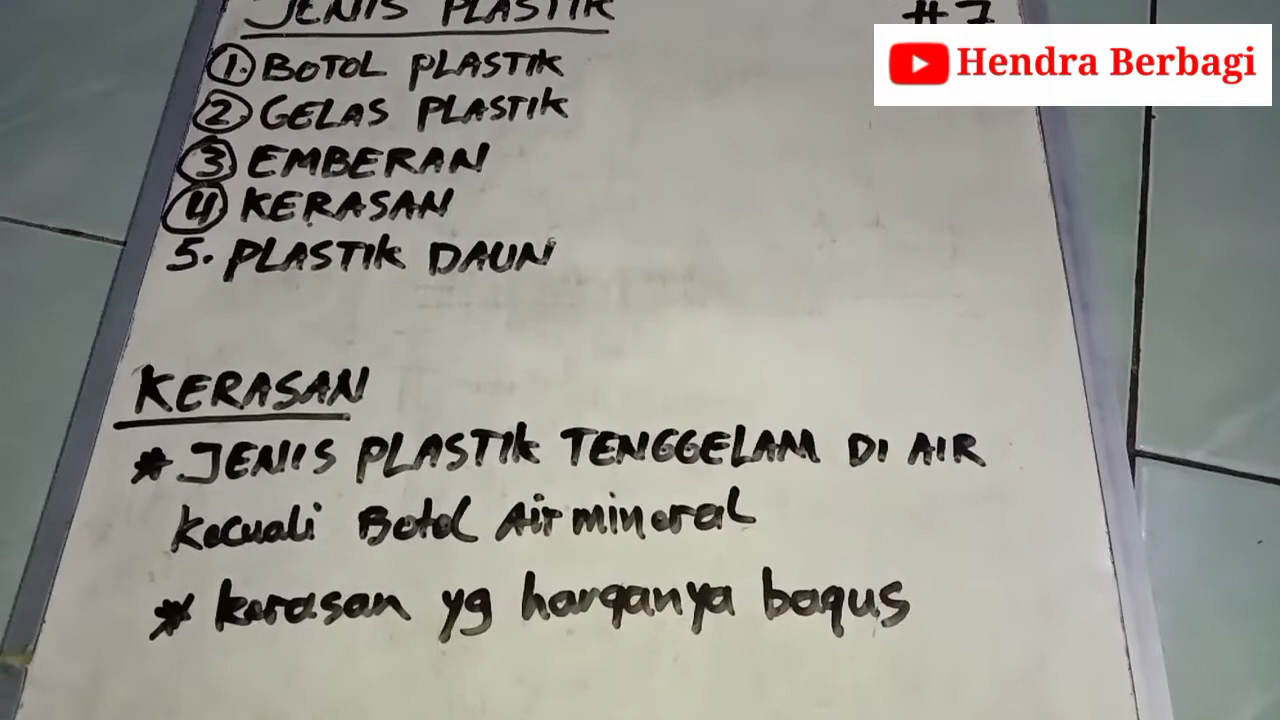 JENIS PLASTIK #7
Hendra Berbagi
1. BOTOL PLASTIK
2 GELAS PLASTIK
3 EMBERAN
4 KERASAN
5. PLASTIK DAUN
KERASAN
* JENIS PLASTIK TENGGELAM DI AIR
kecuali Botol Air mineral
* kerasan yg harganya bagus